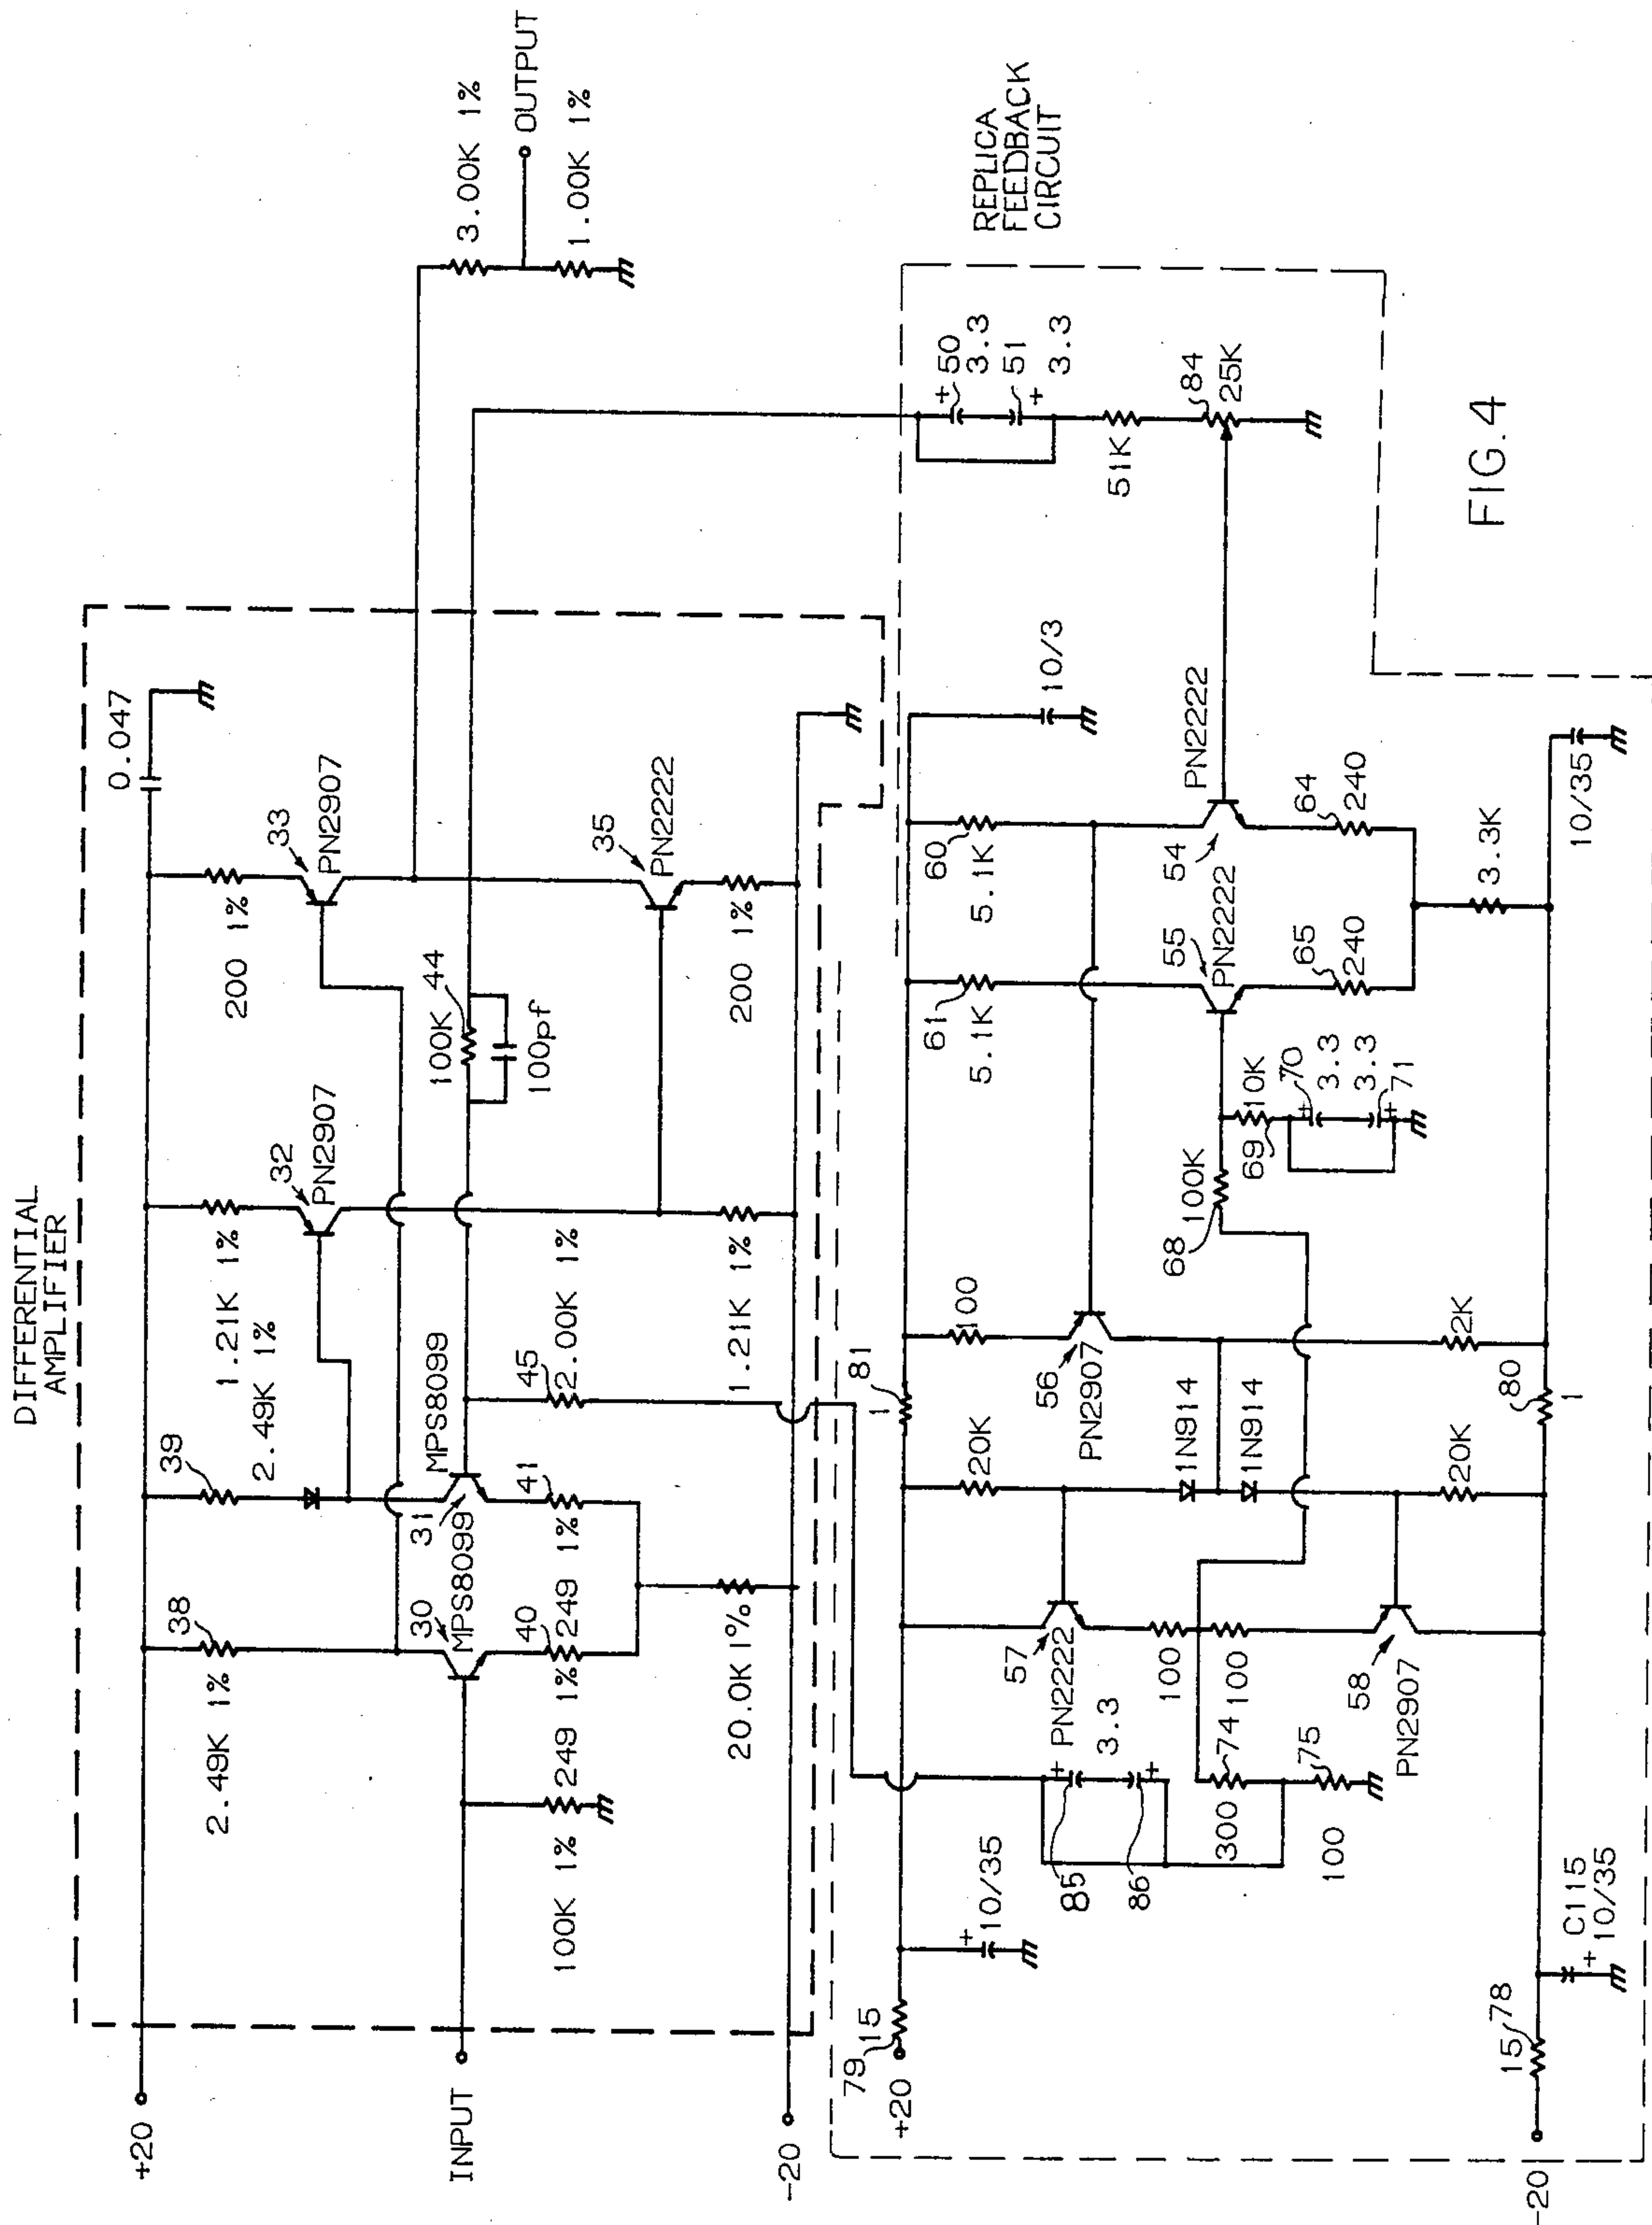 DIFFERENTIAL
AMPLIFIER
+20
0.047
38
2.49K 1%
39
2.49K 1%
1.21K 1%
32
PN2907
200 1%
33
PN2907
3.00K 1%
OUTPUT
1.00K 1%
INPUT
30
MPS8099
31
MPS8099
100K
44
100pf
35
PN2222
100K 1%
249 1%
40
249 1%
41
45
2.00K 1%
20.0K 1%
1.21K 1%
200 1%
-20
REPLICA
FEEDBACK
CIRCUIT
79
15
+20
10/35
81
1
100
61
5.1K
60
5.1K
10/3
+
50
3.3
51
+
3.3
51K
84
25K
+
85
86
+
3.3
57
PN2222
20K
56
PN2907
1N914
1N914
100
100
74
300
75
100
58
PN2907
68
100K
69
10K
70
3.3
3.3
71
+
+
55
PN2222
54
PN2222
65
240
64
240
3.3K
20K
2K
80
1
10/35
+
C115
10/35
+
15
78
-20
FIG.4